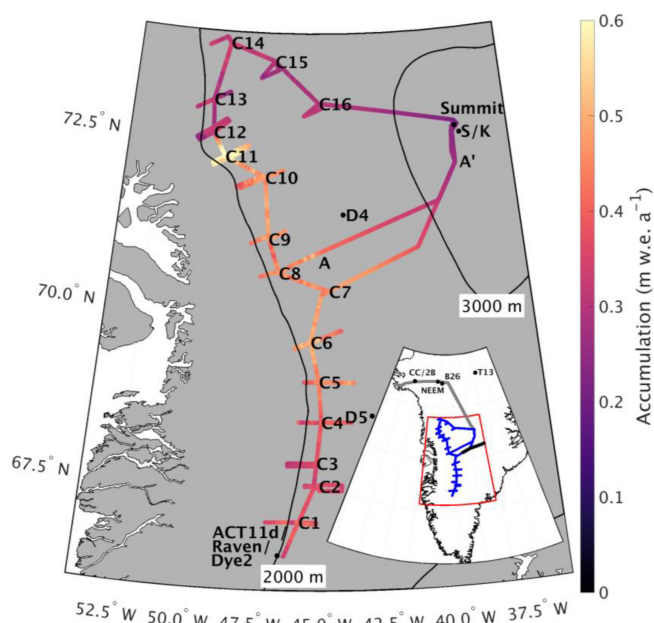 C14
C15
C16
C13
C12
C11
C10
Summit
S/K
A'
D4
C9
A
C8
C7
3000 m
C6
C5
D5
C4
C3
C2
C1
ACT11d/
Raven/
Dye2
2000 m
CC/2B
NEEM
B26
T13
72.5° N
70.0° N
67.5° N
52.5° W
50.0° W
47.5° W
45.0° W
42.5° W
40.0° W
37.5° W
0.6
0.5
0.4
0.3
0.2
0.1
0
Accumulation (m w.e. a⁻¹)